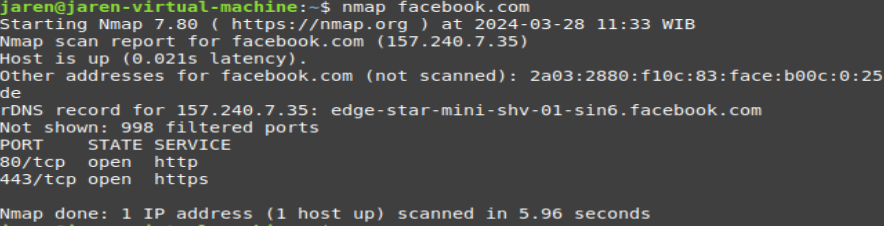 jaren@jaren-virtual-machine:~$ nmap facebook.com
Starting Nmap 7.80 ( https://nmap.org ) at 2024-03-28 11:33 WIB
Nmap scan report for facebook.com (157.240.7.35)
Host is up (0.021s latency).
Other addresses for facebook.com (not scanned): 2a03:2880:f10c:83:face:b00c:0:25
de
rDNS record for 157.240.7.35: edge-star-mini-shv-01-sin6.facebook.com
Not shown: 998 filtered ports
PORT    STATE SERVICE
80/tcp  open  http
443/tcp open  https
Nmap done: 1 IP address (1 host up) scanned in 5.96 seconds